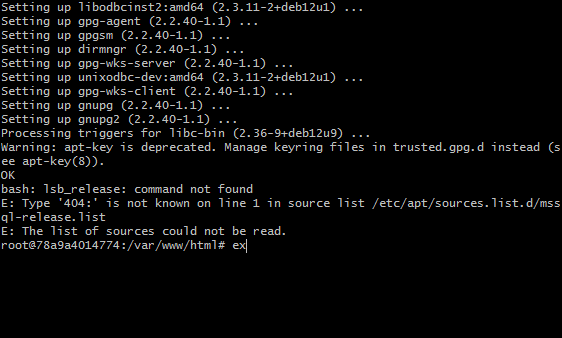 Setting up libodbcinst2:amd64 (2.3.11-2+deb12u1) ...
Setting up gpg-agent (2.2.40-1.1) ...
Setting up gpgsm (2.2.40-1.1) ...
Setting up dirmngr (2.2.40-1.1) ...
Setting up gpg-wks-server (2.2.40-1.1) ...
Setting up unixodbc-dev:amd64 (2.3.11-2+deb12u1) ...
Setting up gpg-wks-client (2.2.40-1.1) ...
Setting up gnupg (2.2.40-1.1) ...
Setting up gnupg2 (2.2.40-1.1) ...
Processing triggers for libc-bin (2.36-9+deb12u9) ...
Warning: apt-key is deprecated. Manage keyring files in trusted.gpg.d instead (s
ee apt-key(8)).
OK
bash: lsb_release: command not found
E: Type '404:' is not known on line 1 in source list /etc/apt/sources.list.d/mss
ql-release.list
E: The list of sources could not be read.
root@78a9a4014774:/var/www/html# ex